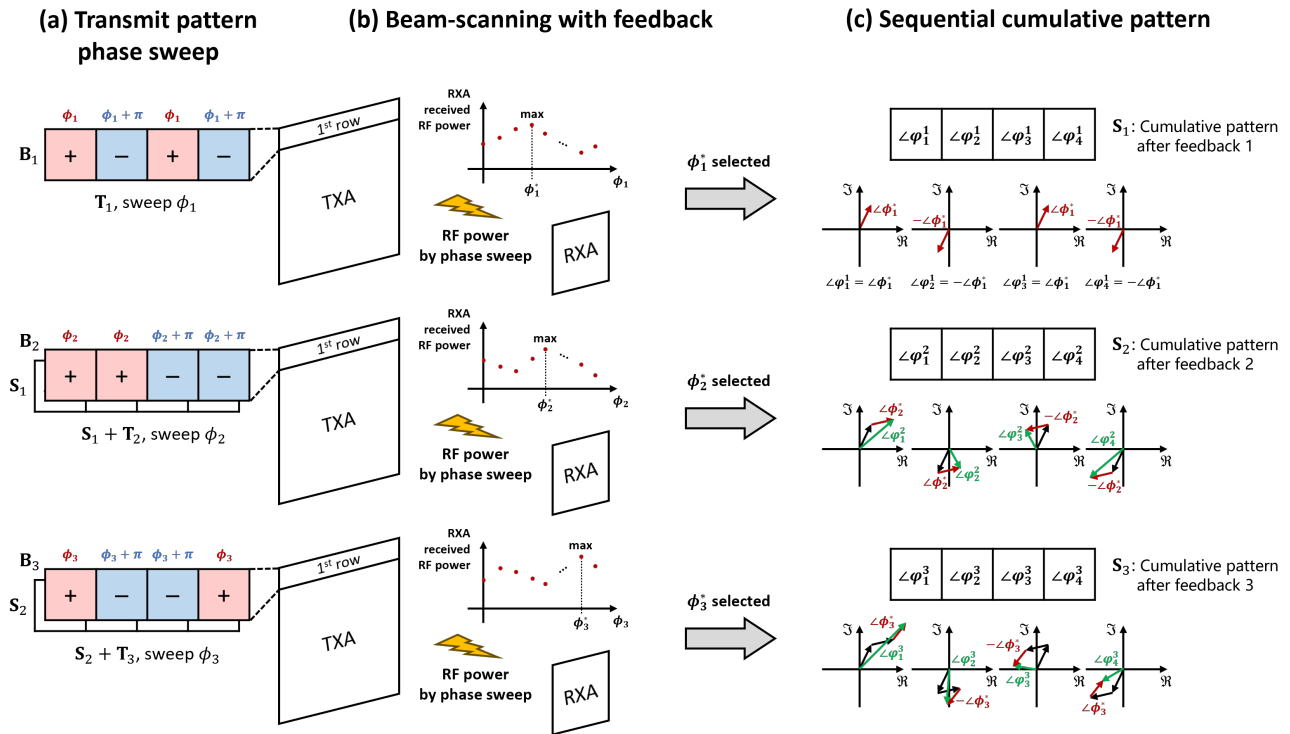 (a) Transmit pattern
phase sweep
(b) Beam-scanning with feedback
(c) Sequential cumulative pattern
ϕ₁ ϕ₁ + π ϕ₁ ϕ₁ + π
B₁
+ − + −
T₁, sweep ϕ₁
1st row
TXA
RXA
received
RF power
max
...
ϕ₁*
ϕ₁
RF power
by phase sweep
RXA
ϕ₁* selected
∠φ₁¹ ∠φ₂¹ ∠φ₃¹ ∠φ₄¹
S₁: Cumulative pattern
after feedback 1
ℑ ℑ ℑ ℑ
∠ϕ₁* −∠ϕ₁* ∠ϕ₁* −∠ϕ₁*
ℜ ℜ ℜ ℜ
∠φ₁¹ = ∠ϕ₁* ∠φ₂¹ = −∠ϕ₁* ∠φ₃¹ = ∠ϕ₁* ∠φ₄¹ = −∠ϕ₁*
ϕ₂ ϕ₂ ϕ₂ + π ϕ₂ + π
B₂
+ + − −
S₁
S₁ + T₂, sweep ϕ₂
1st row
TXA
RXA
received
RF power
max
...
ϕ₂*
ϕ₂
RF power
by phase sweep
RXA
ϕ₂* selected
∠φ₁² ∠φ₂² ∠φ₃² ∠φ₄²
S₂: Cumulative pattern
after feedback 2
ℑ ℑ ℑ ℑ
∠ϕ₂* −∠ϕ₂*
∠φ₁² ∠φ₃² ∠φ₄²
ℜ ℜ ℜ ℜ
∠ϕ₂* ∠φ₂² −∠ϕ₂*
ϕ₃ ϕ₃ + π ϕ₃ + π ϕ₃
B₃
+ − − +
S₂
S₂ + T₃, sweep ϕ₃
1st row
TXA
RXA
received
RF power
max
...
ϕ₃*
ϕ₃
RF power
by phase sweep
RXA
ϕ₃* selected
∠φ₁³ ∠φ₂³ ∠φ₃³ ∠φ₄³
S₃: Cumulative pattern
after feedback 3
ℑ ℑ ℑ ℑ
∠ϕ₃* −∠ϕ₃*
∠φ₁³ ∠φ₂³ ∠φ₃³ ∠φ₄³
ℜ ℜ ℜ ℜ
−∠ϕ₃* ∠ϕ₃*